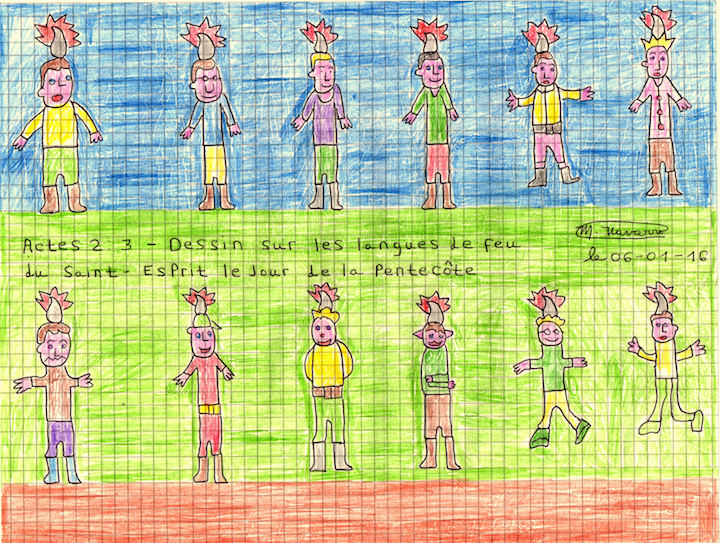 Actes 2: 3 - Dessin sur les langues de feu
du Saint-Esprit le Jour de la Pentecôte
M. Navarro
le 06-01-16